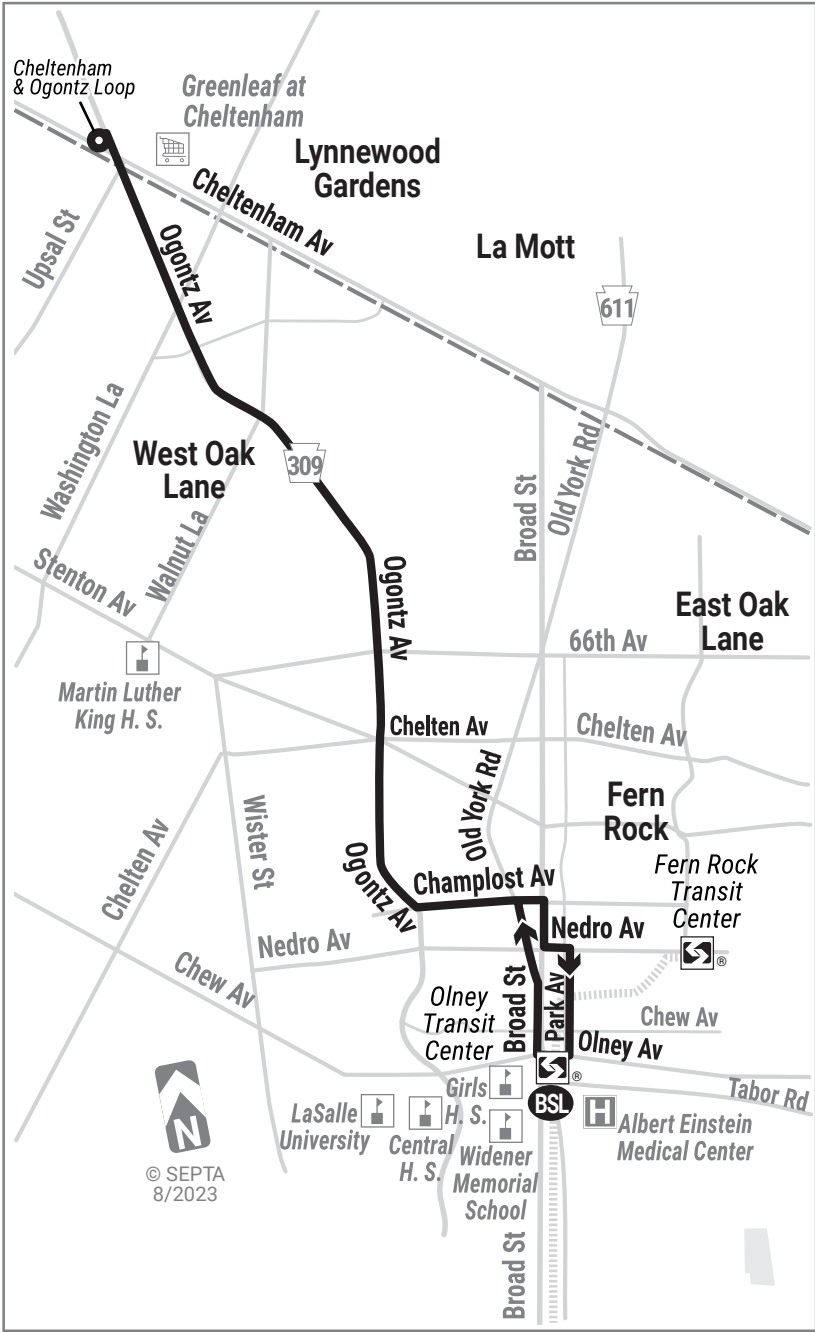 Cheltenham
& Ogontz Loop
Greenleaf at
Cheltenham
Lynnewood
Gardens
Cheltenham Av
La Mott
Upsal St
Ogontz Av
611
Washington La
West Oak
Lane
309
Old York Rd
Broad St
Walnut La
Stenton Av
Ogontz Av
East Oak
Lane
66th Av
Martin Luther
King H. S.
Chelten Av
Chelten Av
Old York Rd
Fern
Rock
Wister St
Chelten Av
Ogontz Av
Champlost Av
Fern Rock
Transit
Center
Nedro Av
Nedro Av
®
Chew Av
Broad St
Park Av
Olney
Transit
Center
Chew Av
Olney Av
®
Tabor Rd
Girls
H. S.
BSL
H
Albert Einstein
Medical Center
LaSalle
University
Central
H. S.
Widener
Memorial
School
N
© SEPTA
8/2023
Broad St